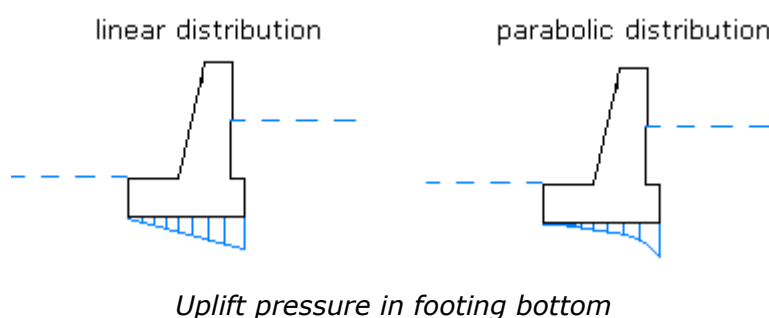 linear distribution
parabolic distribution
Uplift pressure in footing bottom